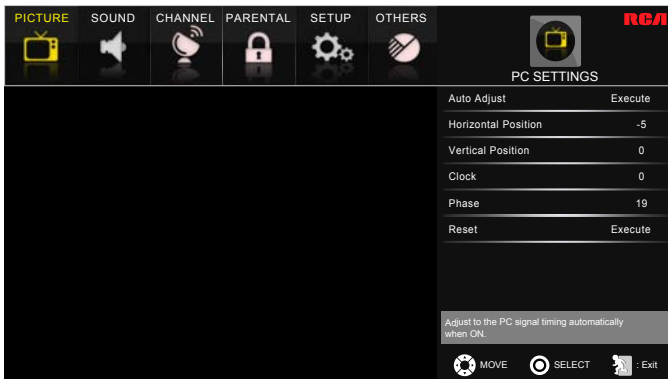 PICTURE SOUND CHANNEL PARENTAL SETUP OTHERS
RCA
PC SETTINGS
Auto Adjust Execute
Horizontal Position -5
Vertical Position 0
Clock 0
Phase 19
Reset Execute
Adjust to the PC signal timing automatically
when ON.
MOVE SELECT : Exit